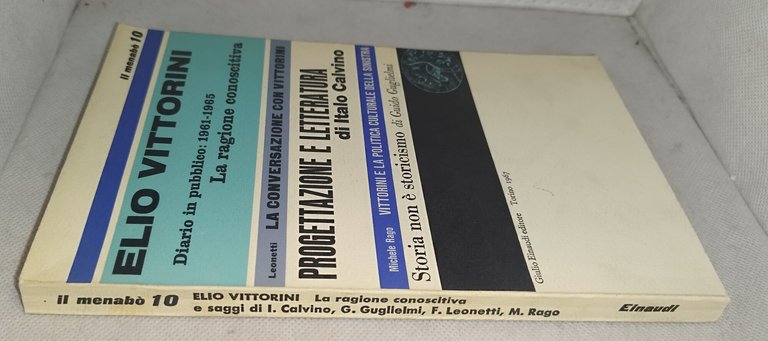 il menabò 10
ELIO VITTORINI
Diario in pubblico: 1961-1965
La ragione conoscitiva
Leonetti LA CONVERSAZIONE CON VITTORINI
PROGETTAZIONE E LETTERATURA
di Italo Calvino
Michele Rago VITTORINI E LA POLITICA CULTURALE DELLA SINISTRA
Storia non è storicismo di Guido Guglielmi
Giulio Einaudi editore Torino 1967
il menabò 10 ELIO VITTORINI La ragione conoscitiva
e saggi di I. Calvino, G. Guglielmi, F. Leonetti, M. Rago
Einaudi